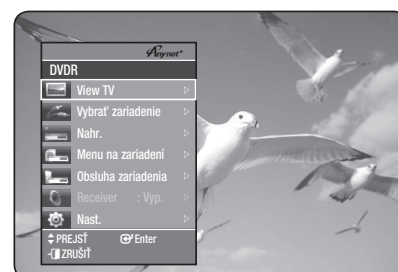 Anynet+
DVDR
View TV
Vybrať zariadenie
Nahr.
Menu na zariadení
Obsluha zariadenia
Receiver : Vyp.
Nast.
PREJSŤ Enter
ZRUŠIŤ